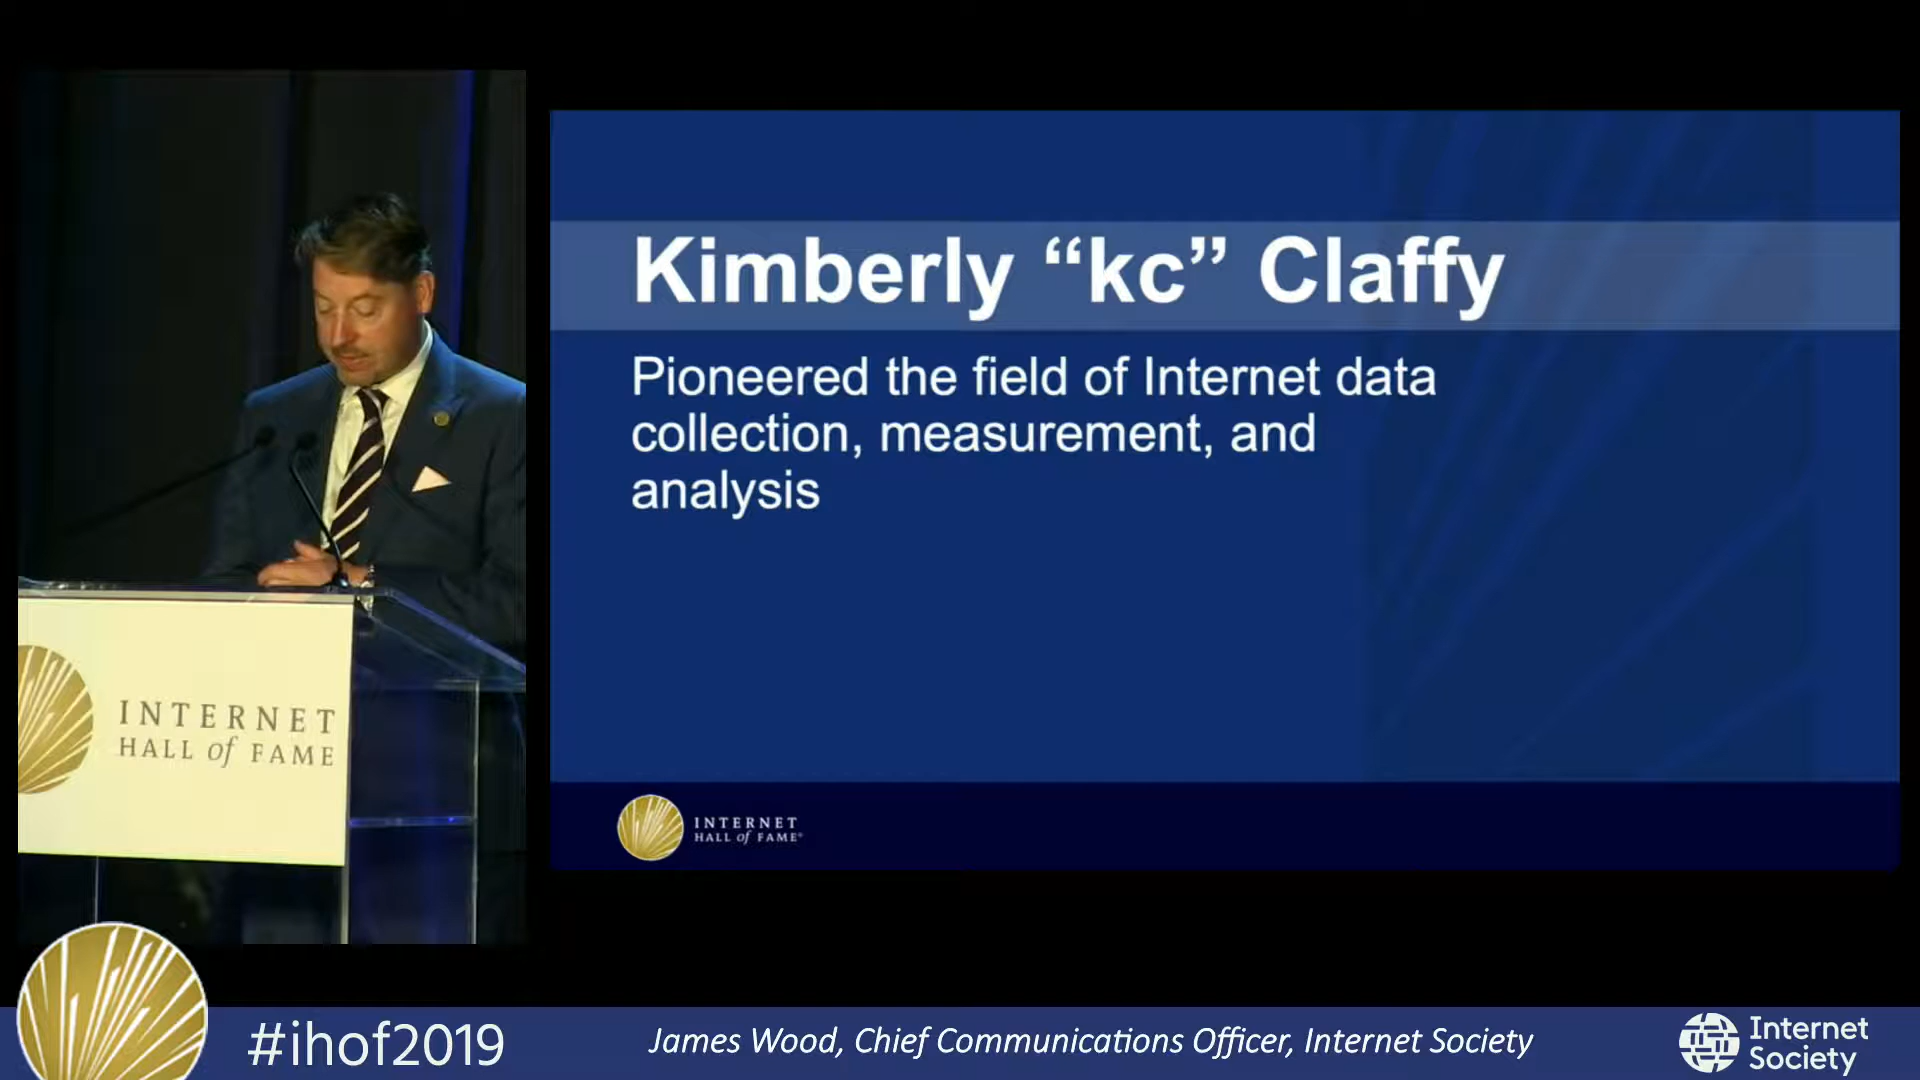 Kimberly “kc” Claffy
Pioneered the field of Internet data
collection, measurement, and
analysis
INTERNET
HALL of FAME
INTERNET
HALL of FAME®
#ihof2019
James Wood, Chief Communications Officer, Internet Society
Internet
Society